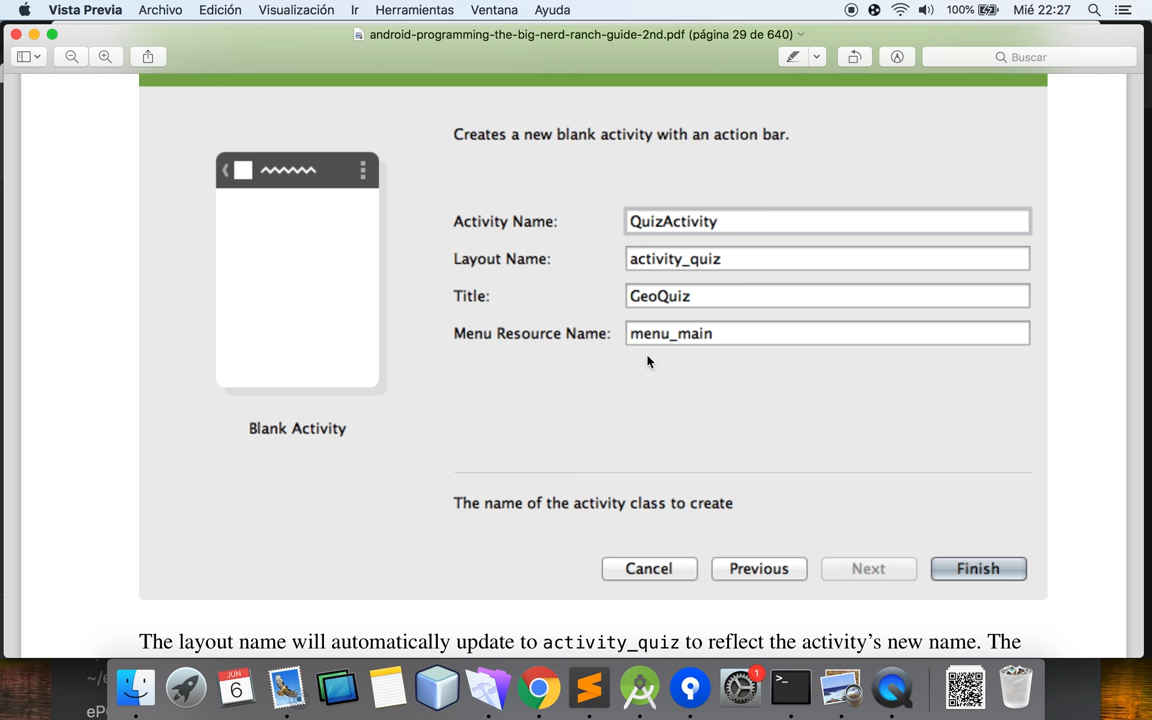 Vista Previa Archivo Edición Visualización Ir Herramientas Ventana Ayuda 100% Mié 22:27
android-programming-the-big-nerd-ranch-guide-2nd.pdf (página 29 de 640)
Buscar
Creates a new blank activity with an action bar.
Activity Name: QuizActivity
Layout Name: activity_quiz
Title: GeoQuiz
Menu Resource Name: menu_main
Blank Activity
The name of the activity class to create
Cancel Previous Next Finish
The layout name will automatically update to activity_quiz to reflect the activity's new name. The
~/e
JUN
6
1
>_
eP